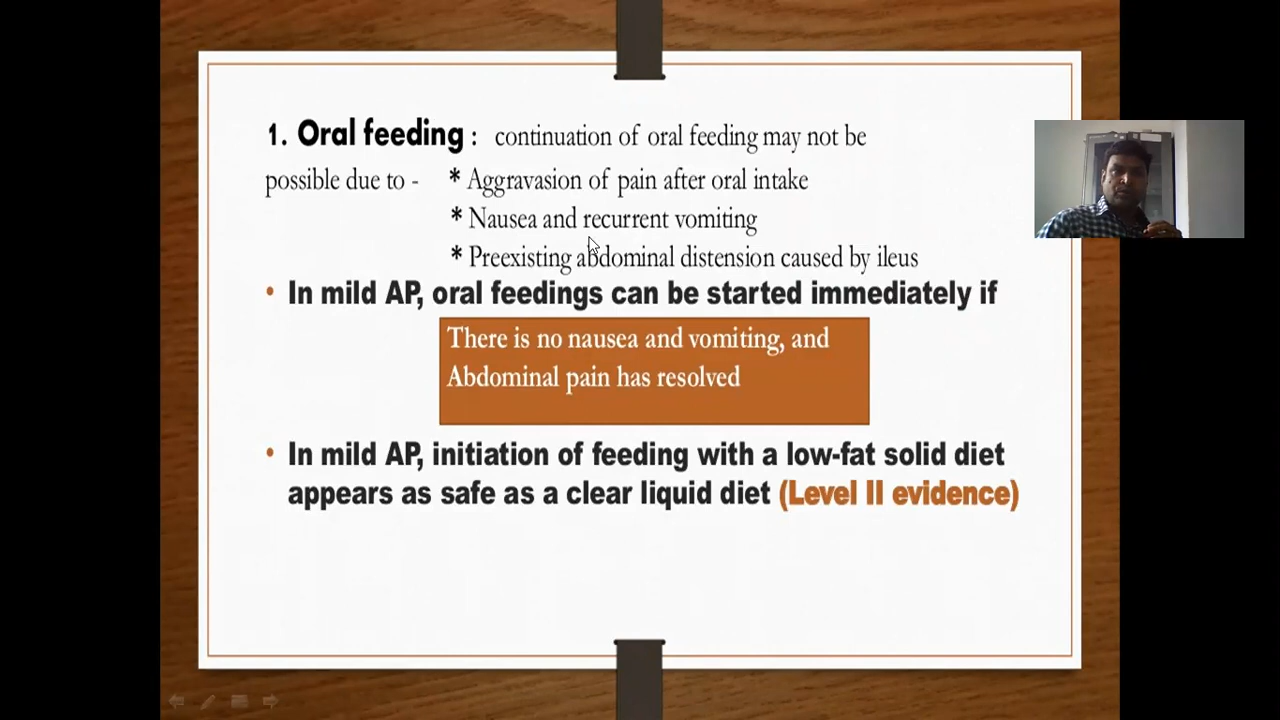 1. Oral feeding : continuation of oral feeding may not be
possible due to - * Aggravasion of pain after oral intake
* Nausea and recurrent vomiting
* Preexisting abdominal distension caused by ileus
• In mild AP, oral feedings can be started immediately if
There is no nausea and vomiting, and
Abdominal pain has resolved
• In mild AP, initiation of feeding with a low-fat solid diet
appears as safe as a clear liquid diet (Level II evidence)